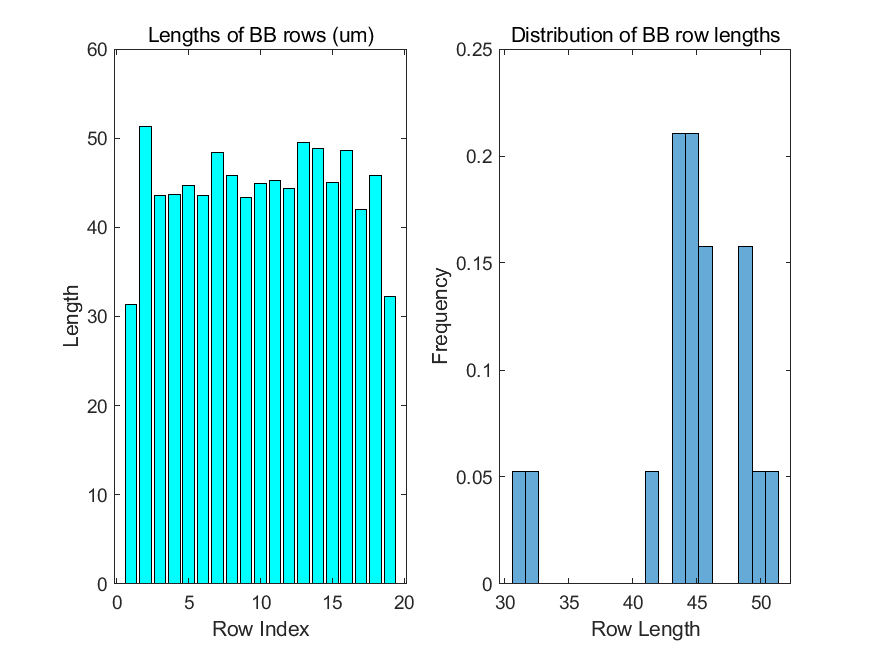 Lengths of BB rows (um)
60
50
40
30
20
10
0
0 5 10 15 20
Length
Row Index
Distribution of BB row lengths
0.25
0.2
0.15
0.1
0.05
0
30 35 40 45 50
Frequency
Row Length